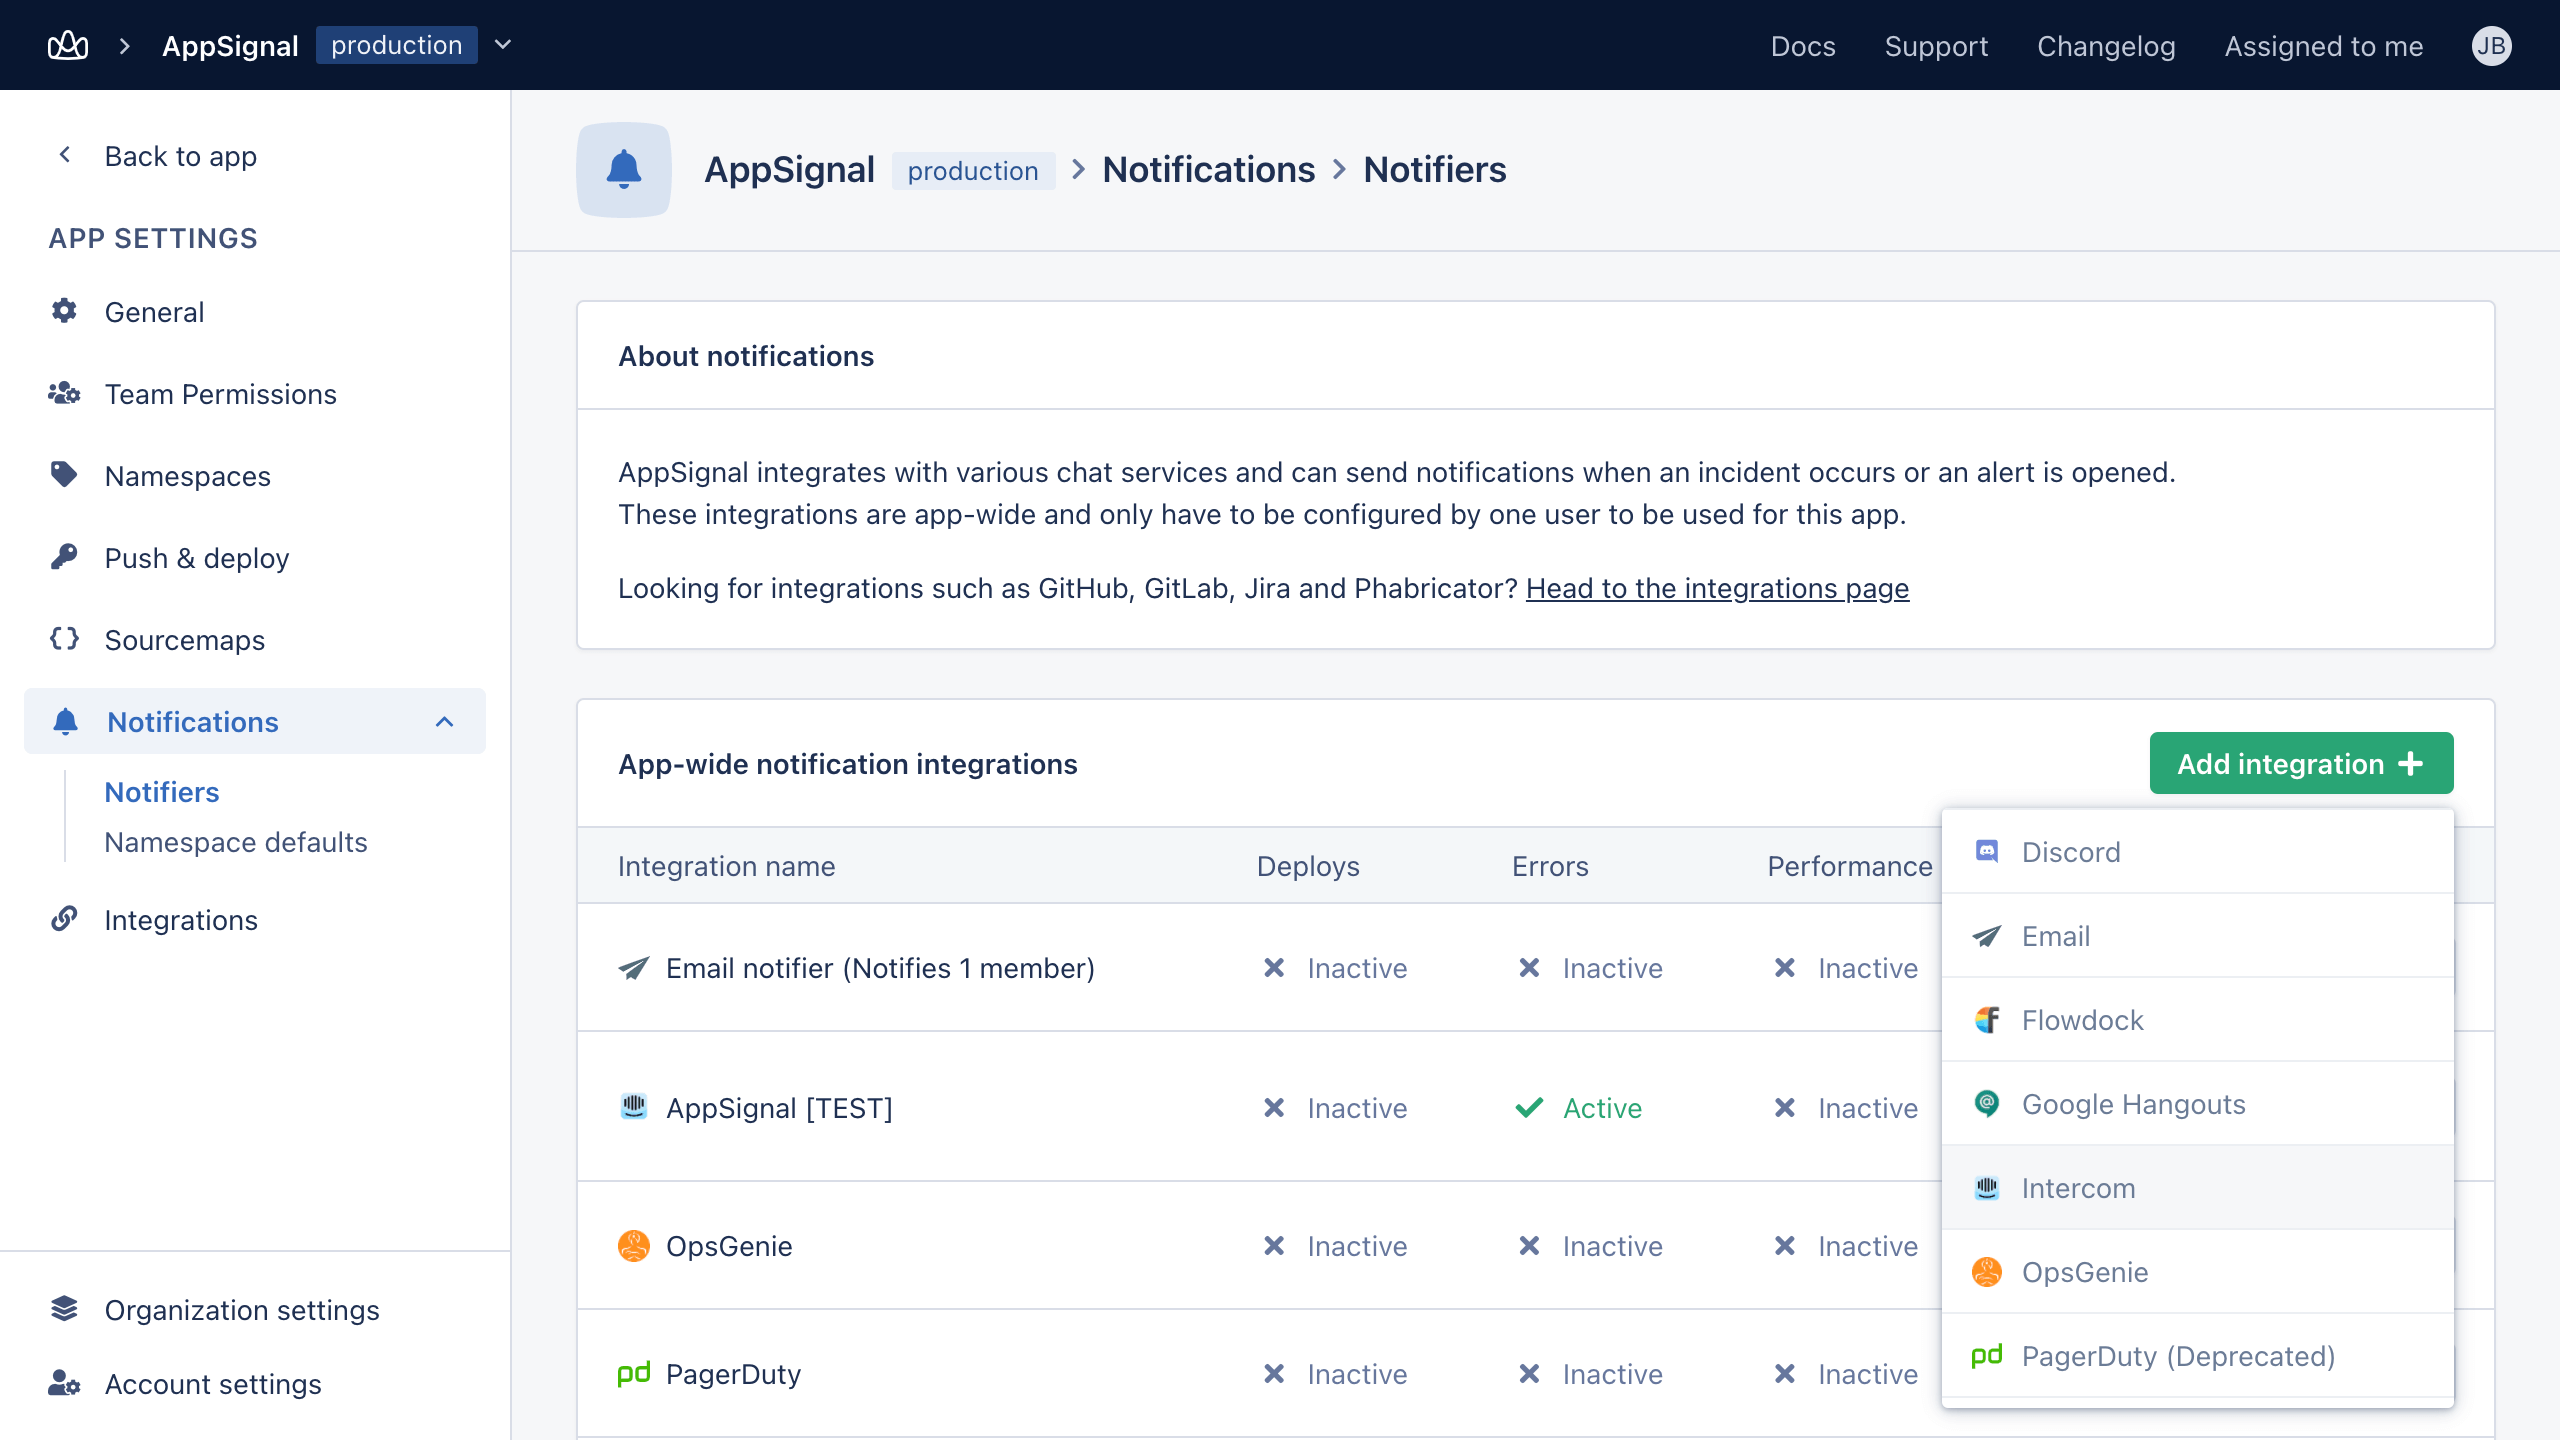 AppSignal production
Docs Support Changelog Assigned to me JB
Back to app
APP SETTINGS
General
Team Permissions
Namespaces
Push & deploy
Sourcemaps
Notifications
Notifiers
Namespace defaults
Integrations
Organization settings
Account settings
AppSignal production Notifications Notifiers
About notifications
AppSignal integrates with various chat services and can send notifications when an incident occurs or an alert is opened.
These integrations are app-wide and only have to be configured by one user to be used for this app.
Looking for integrations such as GitHub, GitLab, Jira and Phabricator? Head to the integrations page
App-wide notification integrations
Add integration
Integration name Deploys Errors Performance
Email notifier (Notifies 1 member) Inactive Inactive Inactive
AppSignal [TEST] Inactive Active Inactive
OpsGenie Inactive Inactive Inactive
pd PagerDuty Inactive Inactive Inactive
Discord
Email
Flowdock
Google Hangouts
Intercom
OpsGenie
pd PagerDuty (Deprecated)